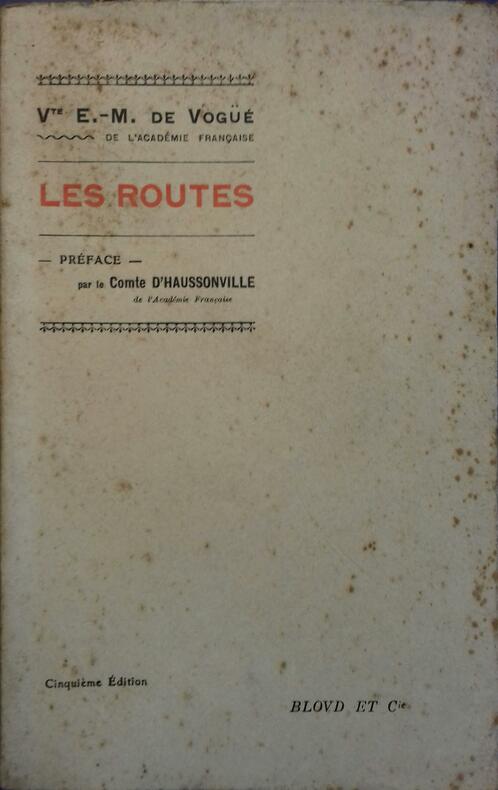 Vte E.-M. DE VOGÜÉ
DE L'ACADÉMIE FRANÇAISE
LES ROUTES
— PRÉFACE —
par le Comte D'HAUSSONVILLE
de l'Académie Française
Cinquième Édition
BLOVD ET Cie